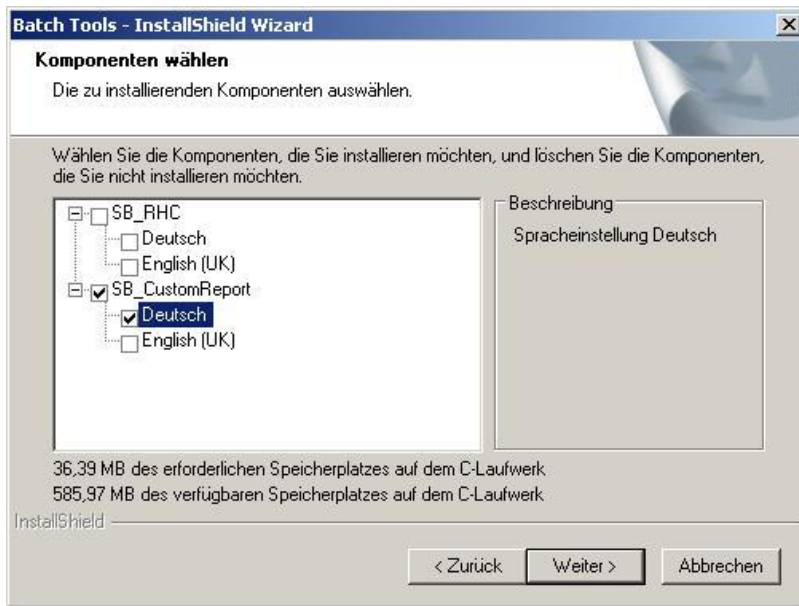 Batch Tools - InstallShield Wizard
Komponenten wählen
Die zu installierenden Komponenten auswählen.
Wählen Sie die Komponenten, die Sie installieren möchten, und löschen Sie die Komponenten,
die Sie nicht installieren möchten.
SB_RHC
Deutsch
English (UK)
SB_CustomReport
Deutsch
English (UK)
Beschreibung
Spracheinstellung Deutsch
36,39 MB des erforderlichen Speicherplatzes auf dem C-Laufwerk
585,97 MB des verfügbaren Speicherplatzes auf dem C-Laufwerk
InstallShield
< Zurück
Weiter >
Abbrechen